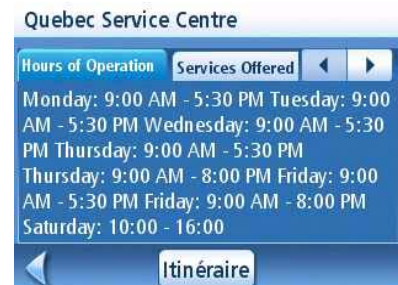 Quebec Service Centre
Hours of Operation Services Offered
Monday: 9:00 AM - 5:30 PM Tuesday: 9:00
AM - 5:30 PM Wednesday: 9:00 AM - 5:30
PM Thursday: 9:00 AM - 5:30 PM
Thursday: 9:00 AM - 8:00 PM Friday: 9:00
AM - 5:30 PM Friday: 9:00 AM - 8:00 PM
Saturday: 10:00 - 16:00
Itinéraire